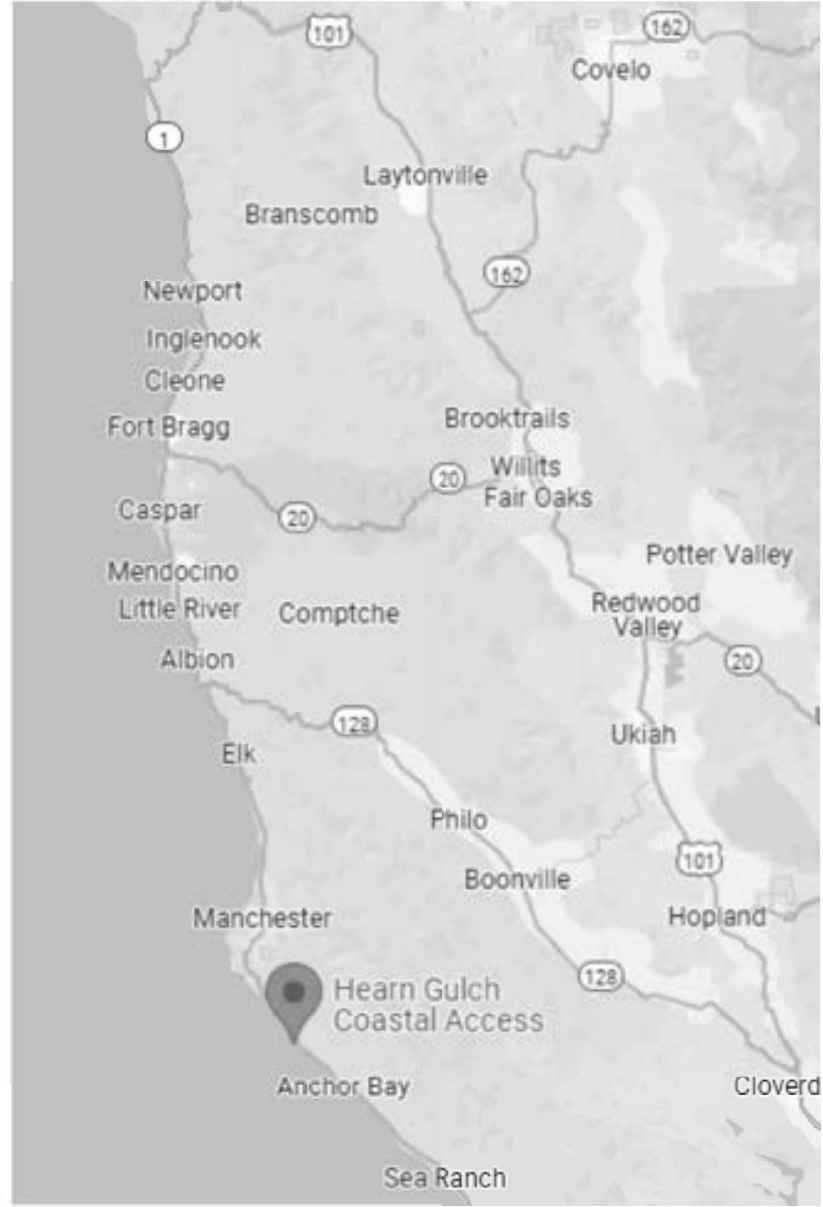 101
162
Covelo
1
Laytonville
Branscomb
162
Newport
Inglenook
Cleone
Brooktrails
Fort Bragg
Willits
20
Fair Oaks
Caspar
20
Potter Valley
Mendocino
Redwood
Valley
Little River
Comptche
Albion
20
128
Ukiah
Elk
Philo
101
Boonville
Manchester
Hopland
128
Hearn Gulch
Coastal Access
Anchor Bay
Cloverd
Sea Ranch